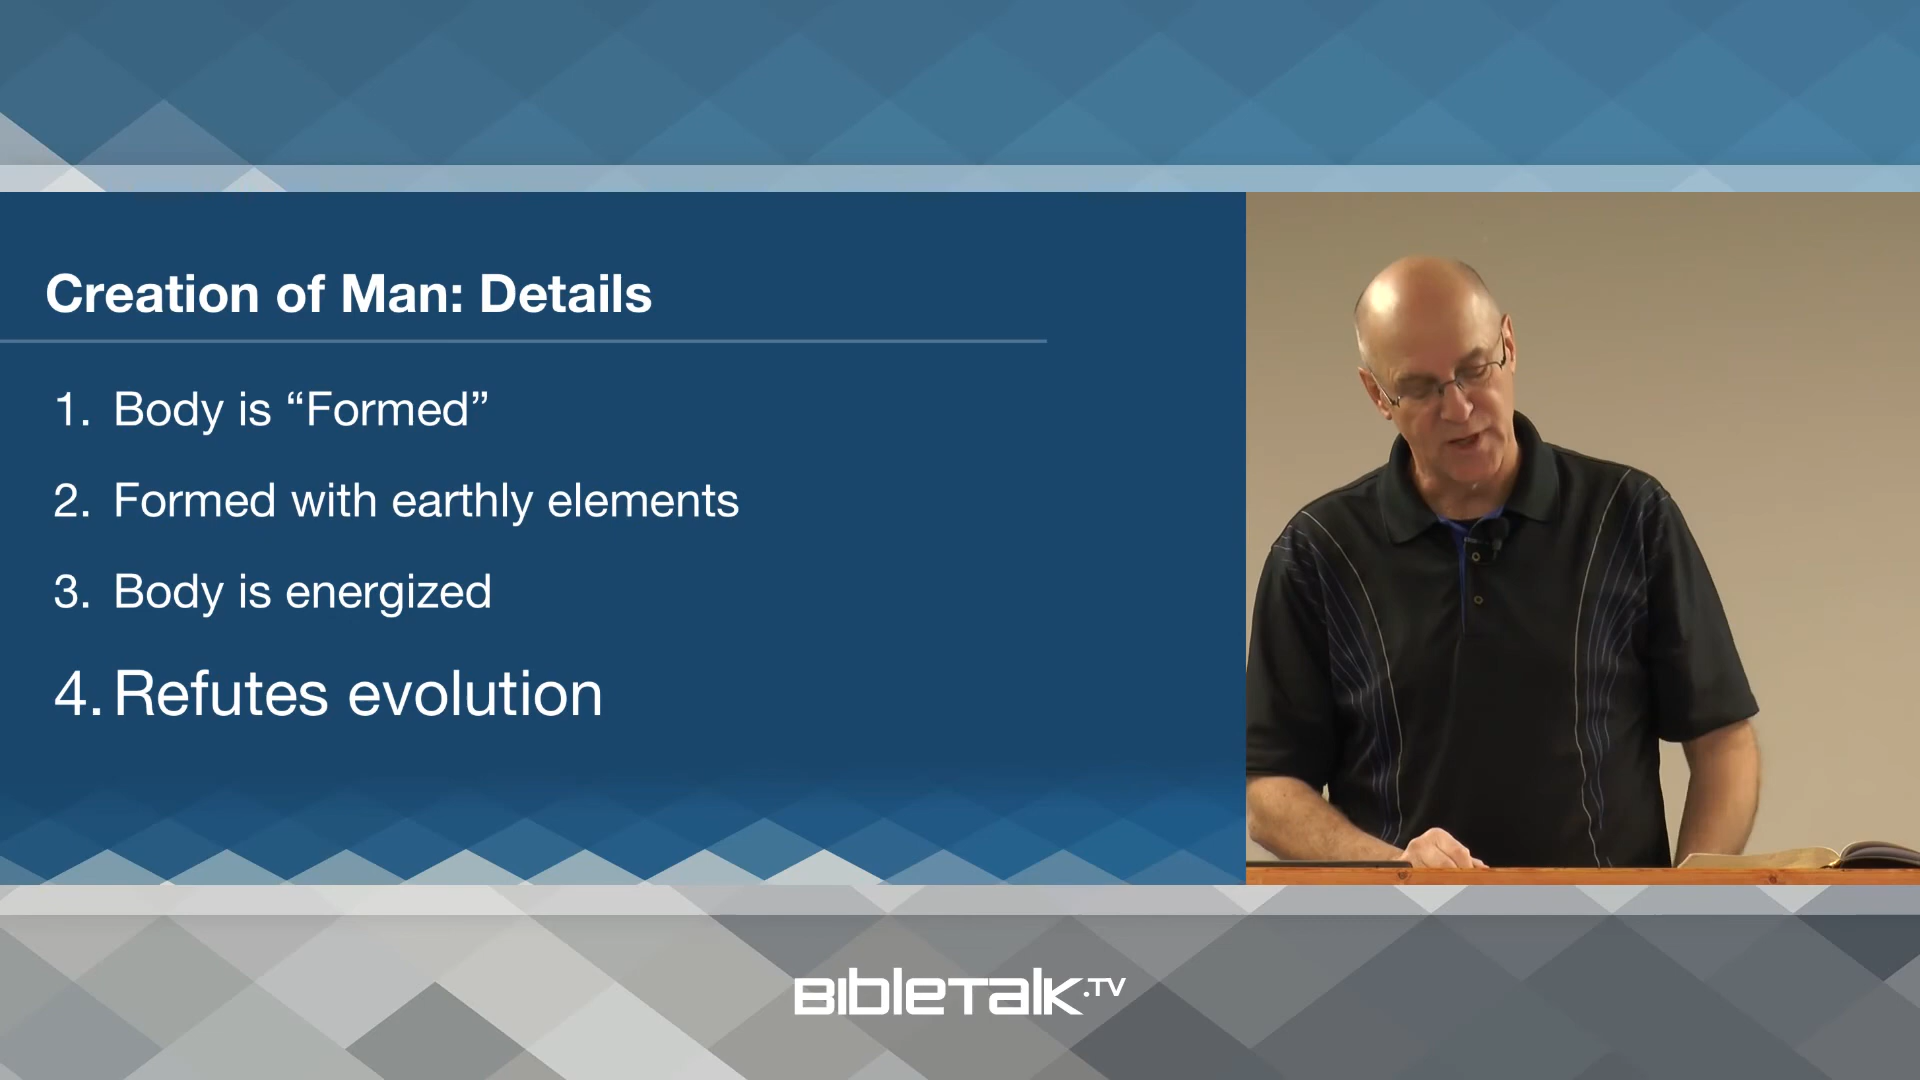 Creation of Man: Details
1. Body is “Formed”
2. Formed with earthly elements
3. Body is energized
4. Refutes evolution
BibleTalk.TV